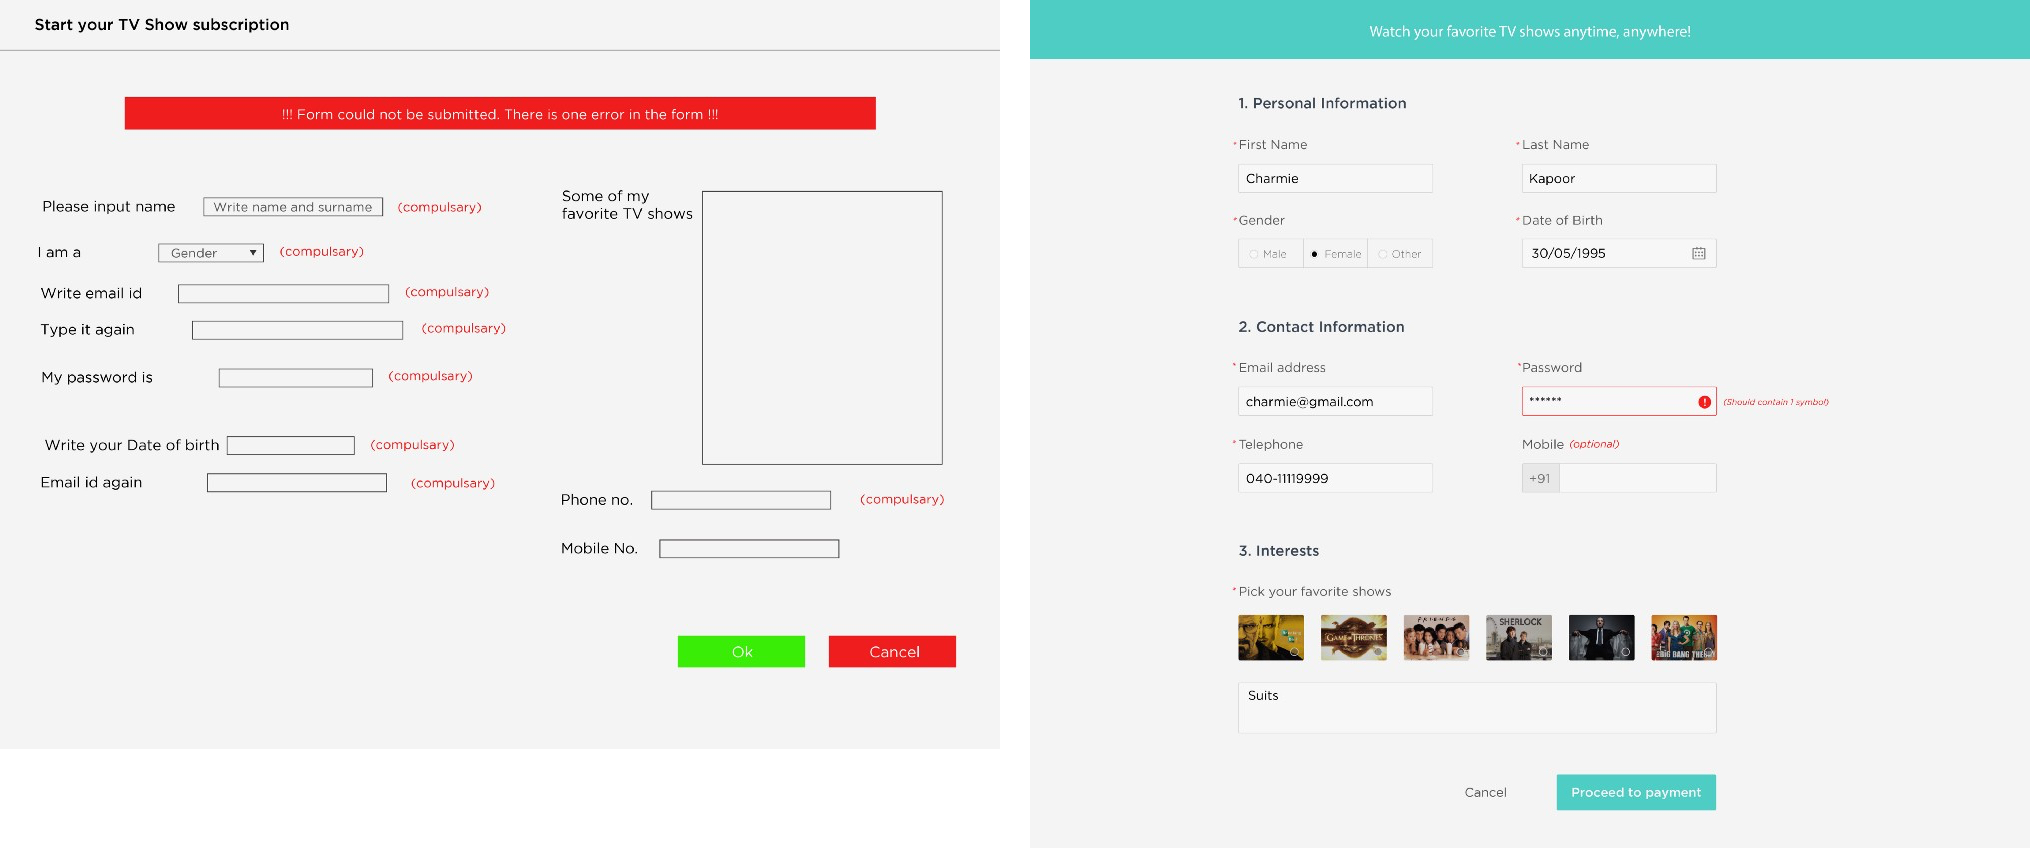 Start your TV Show subscription
!!! Form could not be submitted. There is one error in the form !!!
Please input name
Write name and surname
(compulsary)
I am a
Gender
(compulsary)
Write email id
(compulsary)
Type it again
(compulsary)
My password is
(compulsary)
Write your Date of birth
(compulsary)
Email id again
(compulsary)
Some of my
favorite TV shows
Phone no.
(compulsary)
Mobile No.
Ok
Cancel
Watch your favorite TV shows anytime, anywhere!
1. Personal Information
*First Name
*Last Name
Charmie
Kapoor
*Gender
*Date of Birth
Male
Female
Other
30/05/1995
2. Contact Information
*Email address
*Password
charmie@gmail.com
******
(Should contain 1 symbol)
*Telephone
Mobile (optional)
040-11119999
+91
3. Interests
*Pick your favorite shows
GAME OF THRONES
FRIENDS
SHERLOCK
BIG BANG THEORY
Suits
Cancel
Proceed to payment